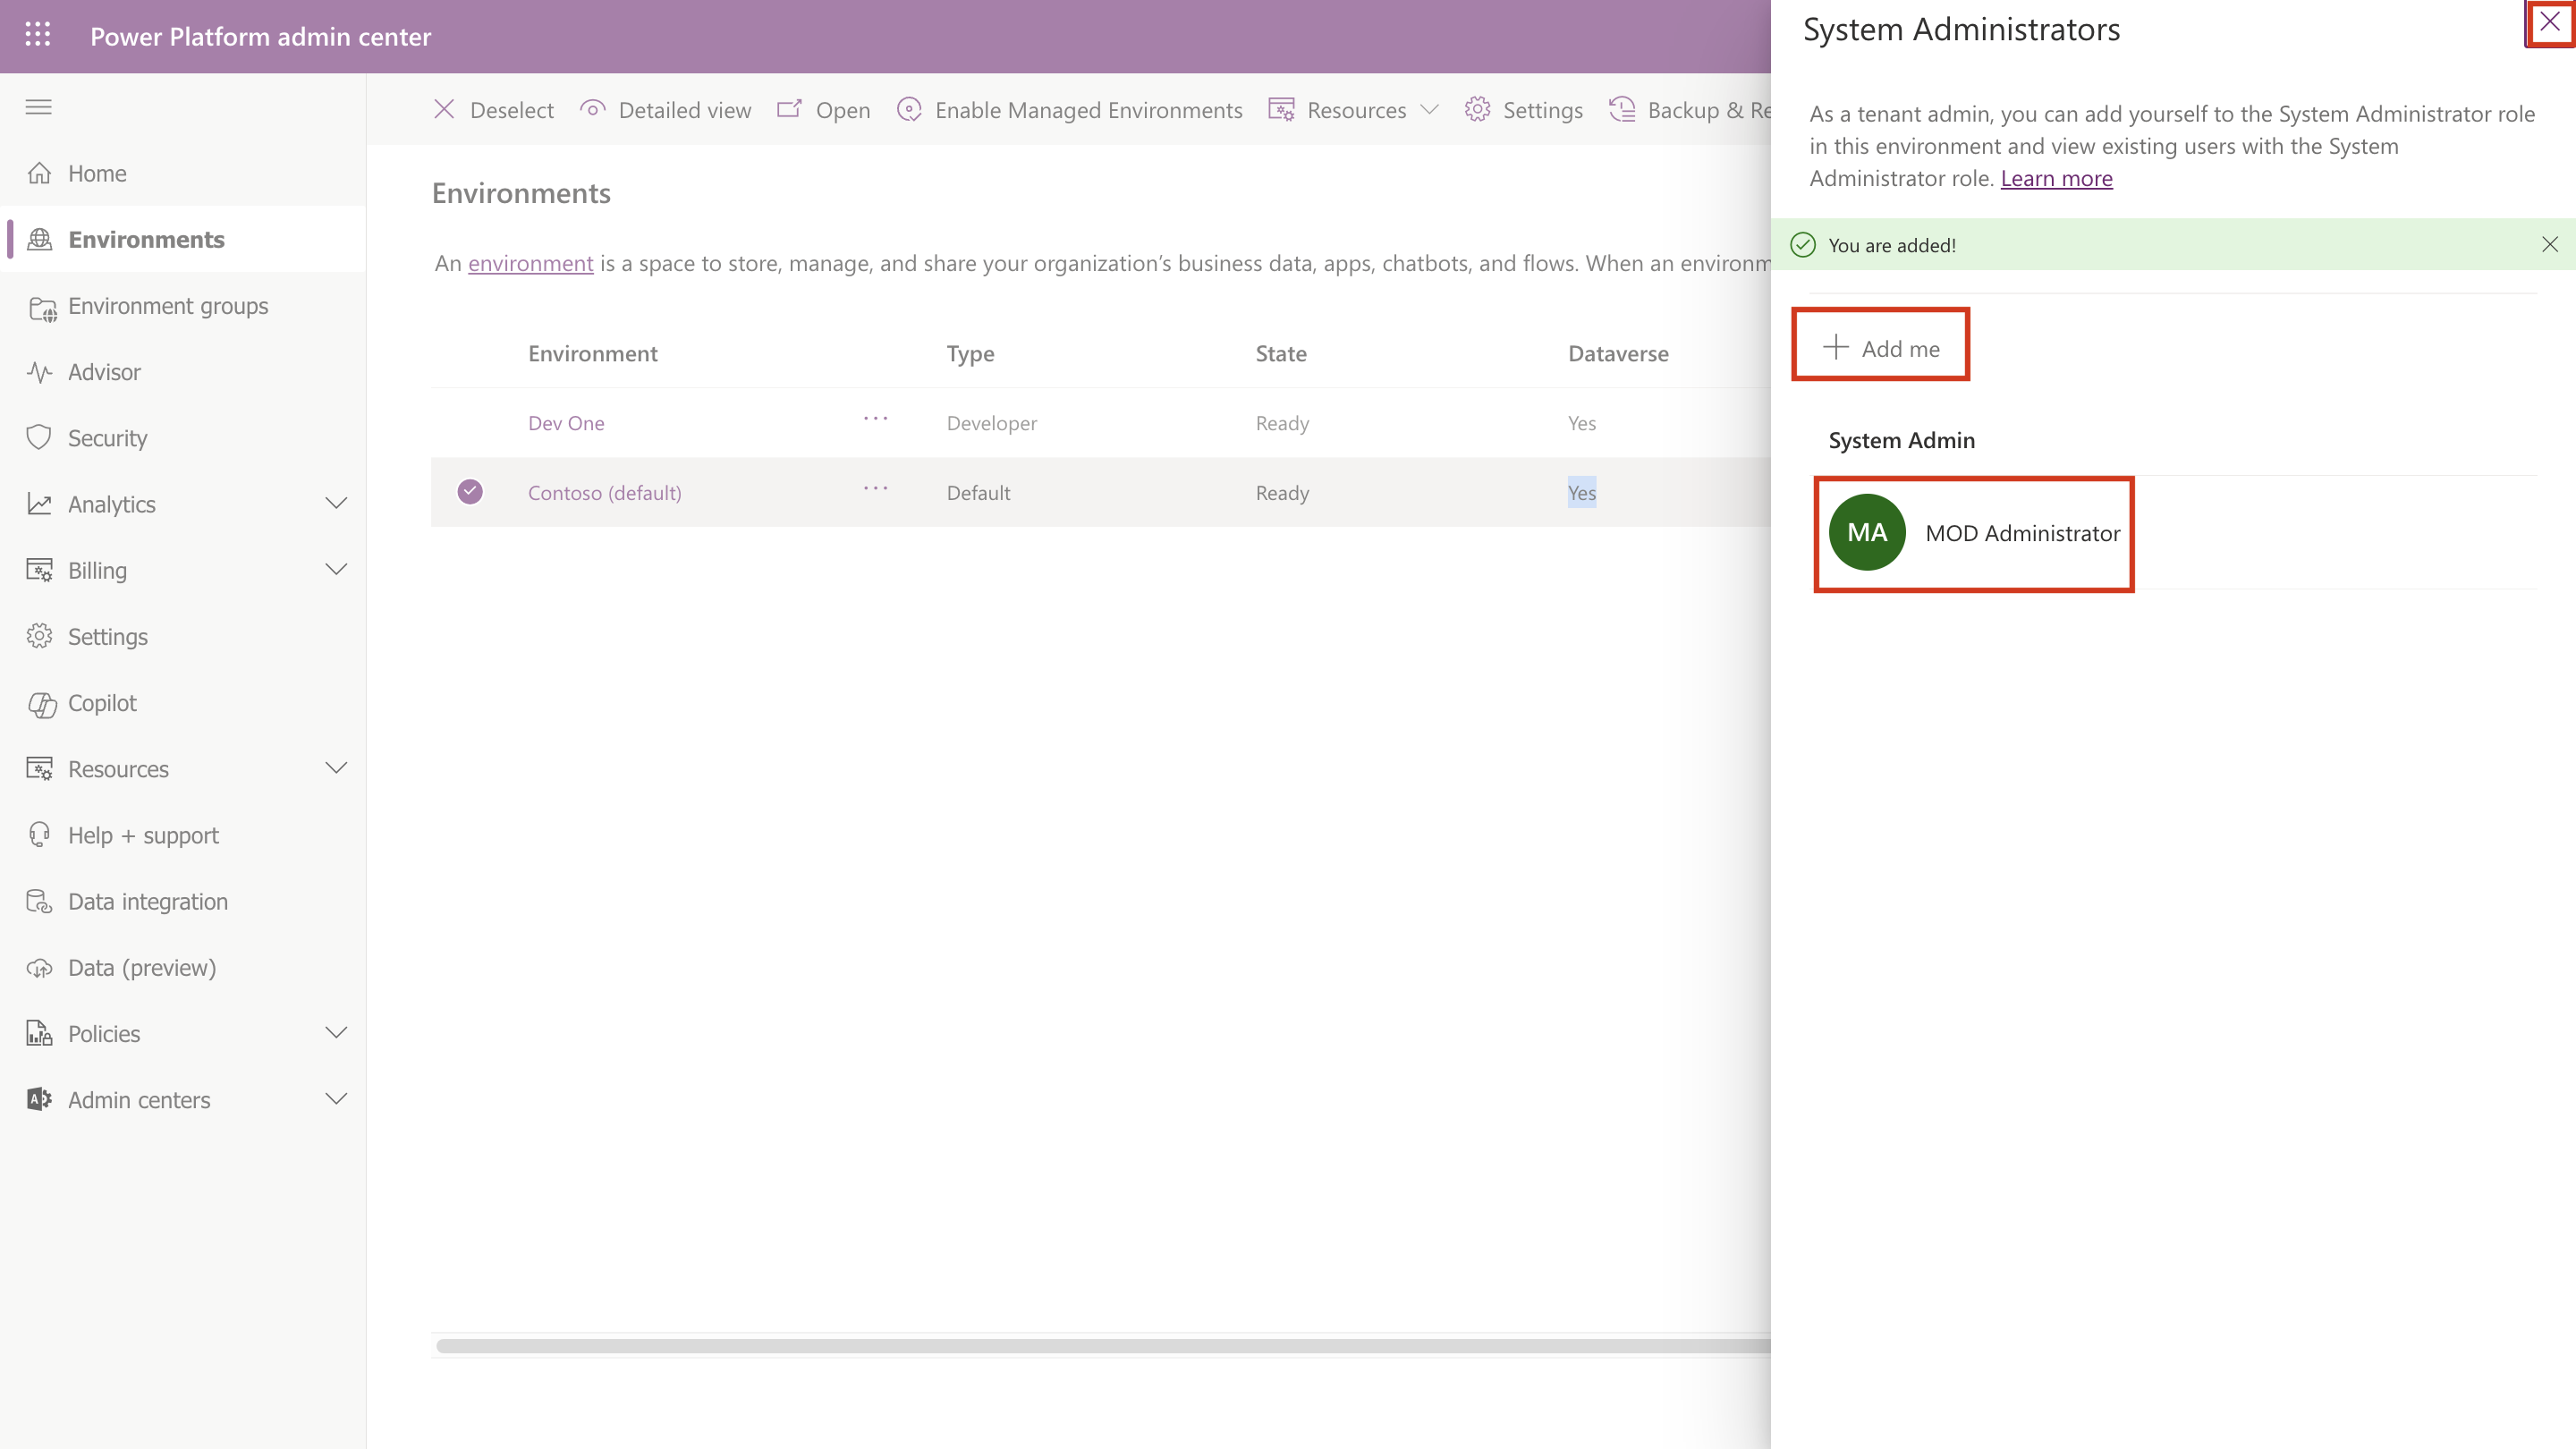 Power Platform admin center
Home
Environments
Environment groups
Advisor
Security
Analytics
Billing
Settings
Copilot
Resources
Help + support
Data integration
Data (preview)
Policies
Admin centers
Deselect Detailed view Open Enable Managed Environments Resources Settings Backup & Re
Environments
An environment is a space to store, manage, and share your organization’s business data, apps, chatbots, and flows. When an environm
Environment Type State Dataverse
Dev One ··· Developer Ready Yes
Contoso (default) ··· Default Ready Yes
System Administrators
As a tenant admin, you can add yourself to the System Administrator role
in this environment and view existing users with the System
Administrator role. Learn more
You are added!
Add me
System Admin
MA MOD Administrator